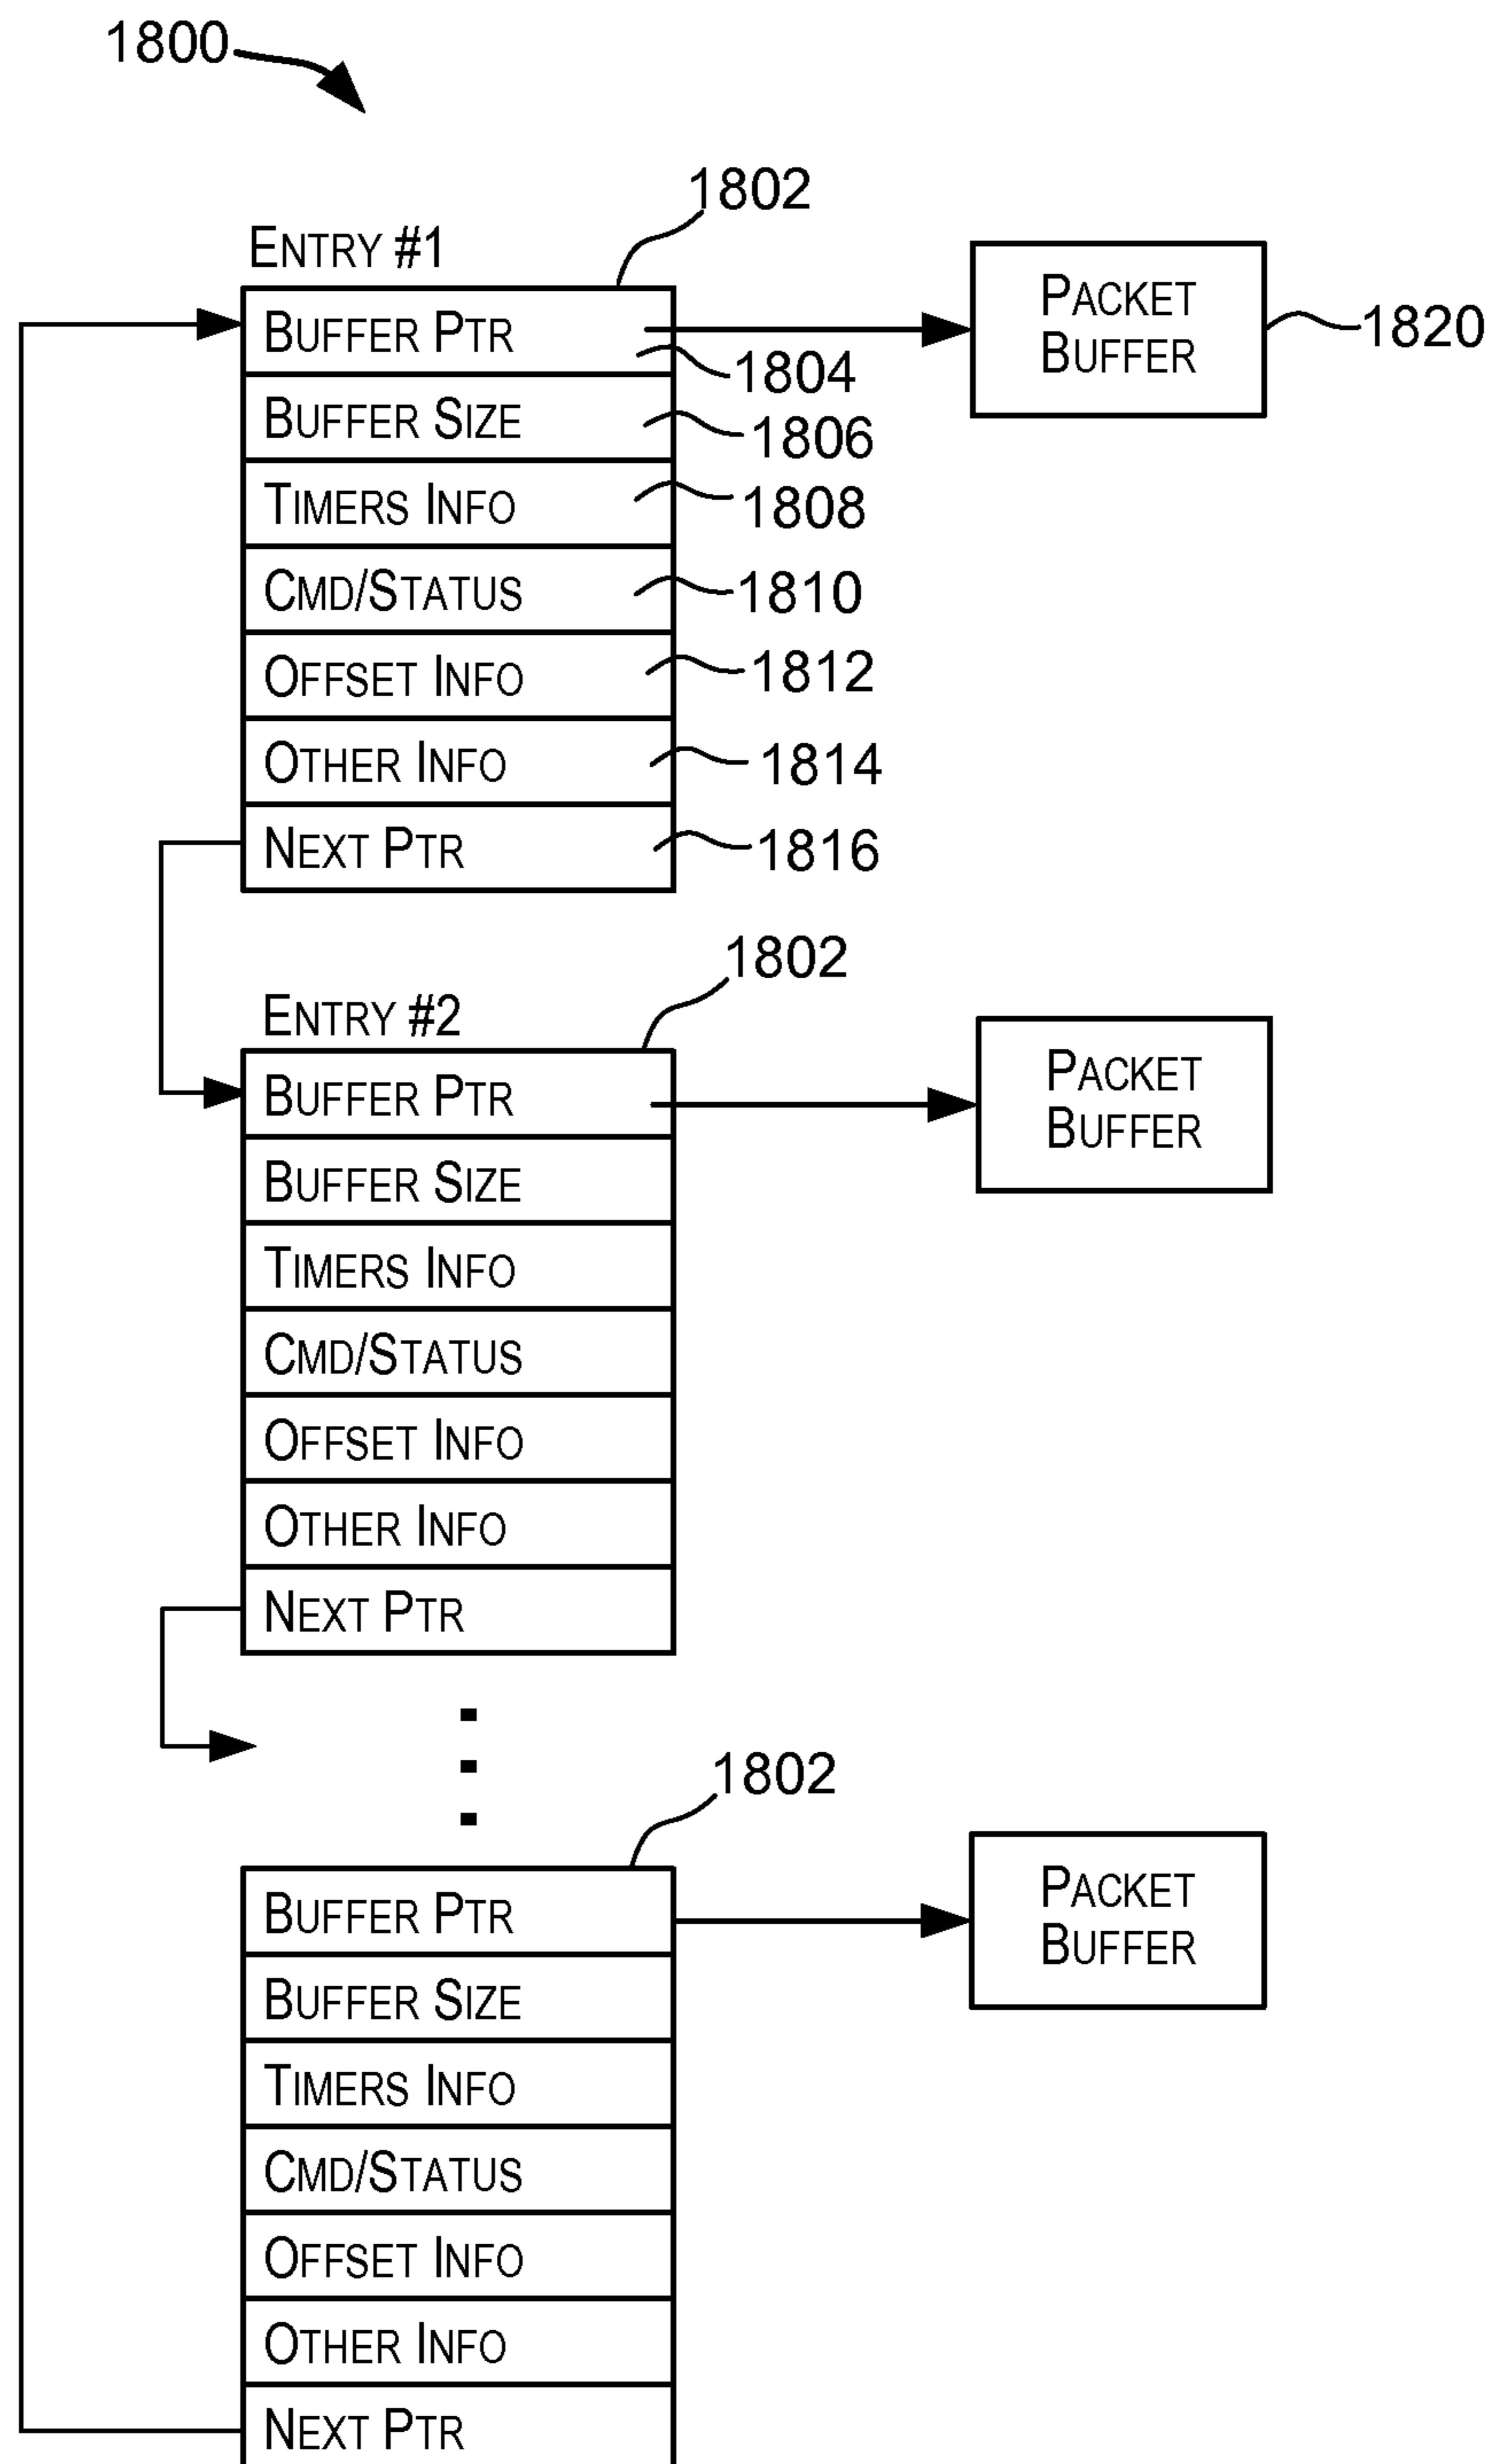 1800
1802
ENTRY #1
BUFFER PTR
1804
PACKET
BUFFER
1820
BUFFER SIZE
1806
TIMERS INFO
1808
CMD/STATUS
1810
OFFSET INFO
1812
OTHER INFO
1814
NEXT PTR
1816
1802
ENTRY #2
BUFFER PTR
PACKET
BUFFER
BUFFER SIZE
TIMERS INFO
CMD/STATUS
OFFSET INFO
OTHER INFO
NEXT PTR
1802
BUFFER PTR
PACKET
BUFFER
BUFFER SIZE
TIMERS INFO
CMD/STATUS
OFFSET INFO
OTHER INFO
NEXT PTR